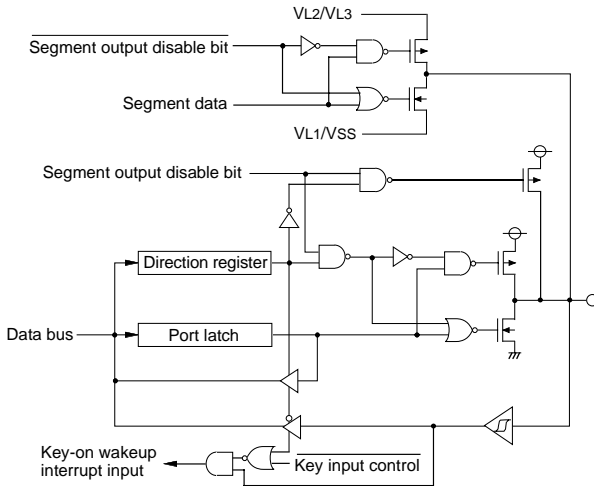 VL2/VL3
Segment output disable bit
Segment data
VL1/VSS
Segment output disable bit
Direction register
Data bus
Port latch
Key-on wakeup
interrupt input
Key input control